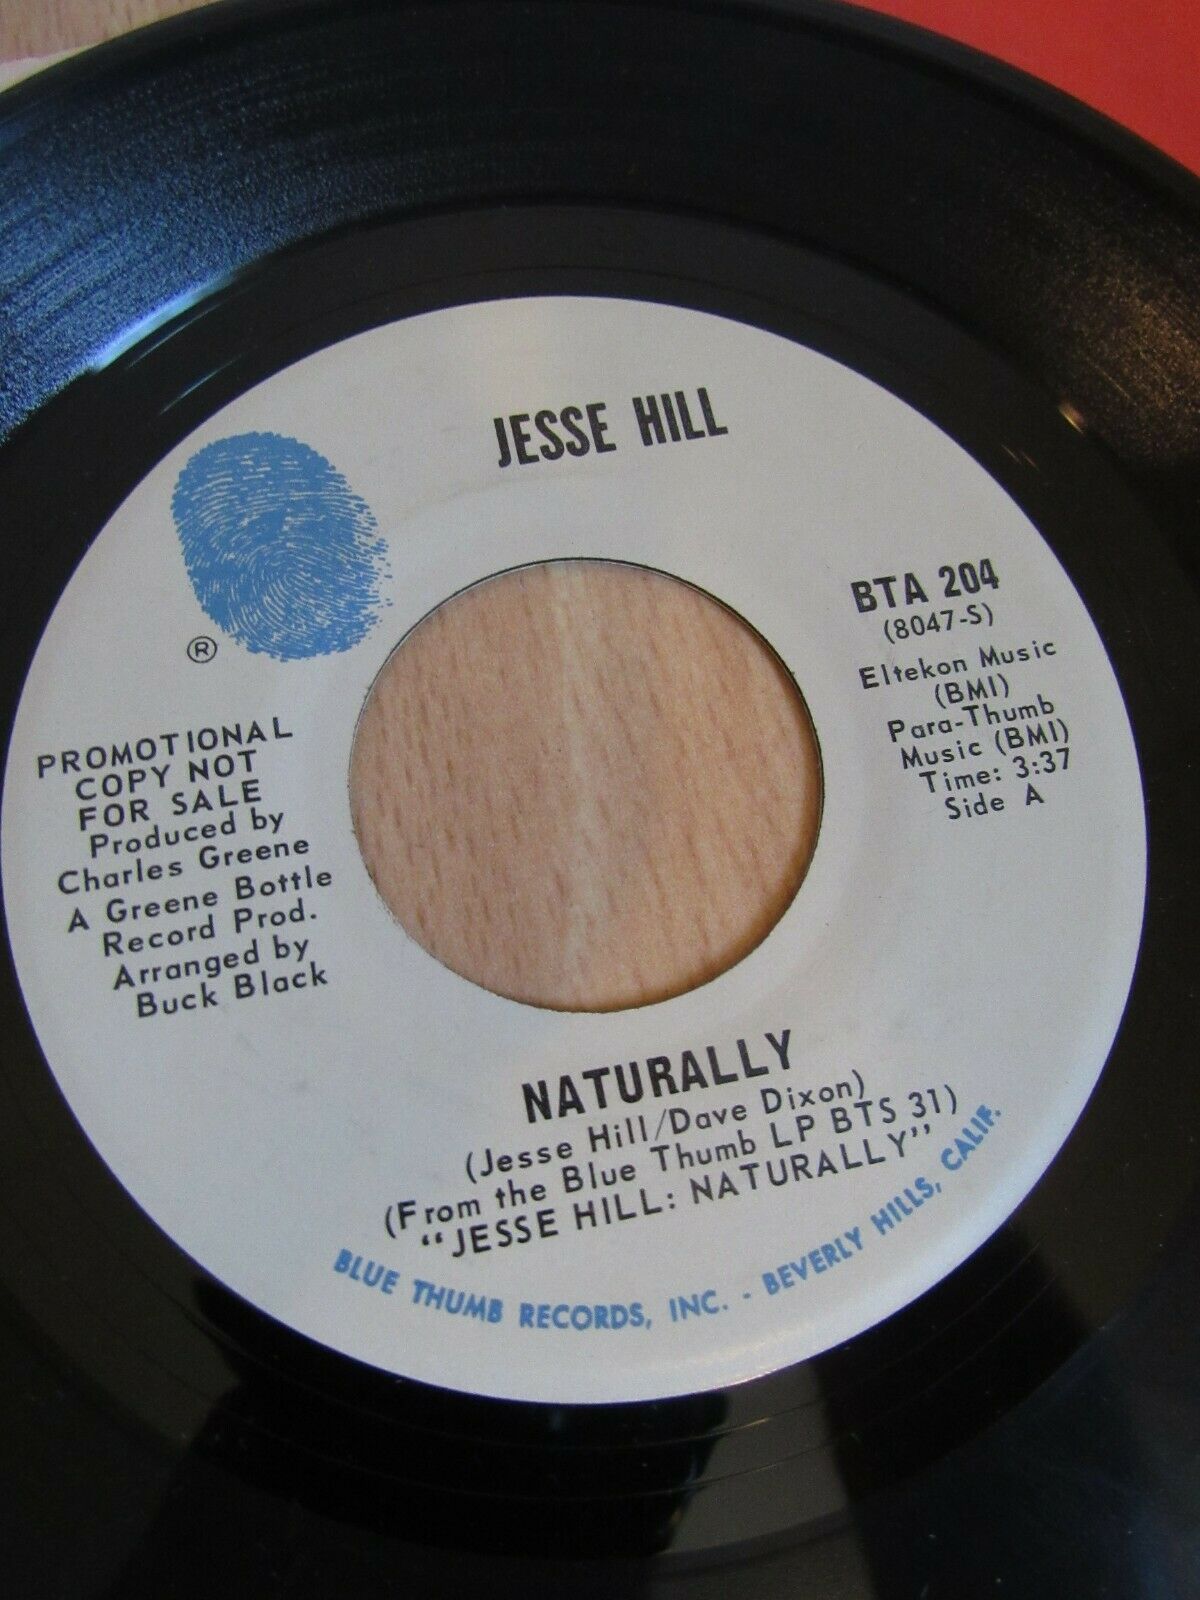 JESSE HILL
®
PROMOTIONAL
COPY NOT
FOR SALE
Produced by
Charles Greene
A Greene Bottle
Record Prod.
Arranged by
Buck Black
BTA 204
(8047-S)
Eltekon Music
(BMI)
Para-Thumb
Music (BMI)
Time: 3:37
Side A
NATURALLY
(Jesse Hill/Dave Dixon)
(From the Blue Thumb LP BTS 31)
"JESSE HILL: NATURALLY"
BLUE THUMB RECORDS, INC. - BEVERLY HILLS, CALIF.